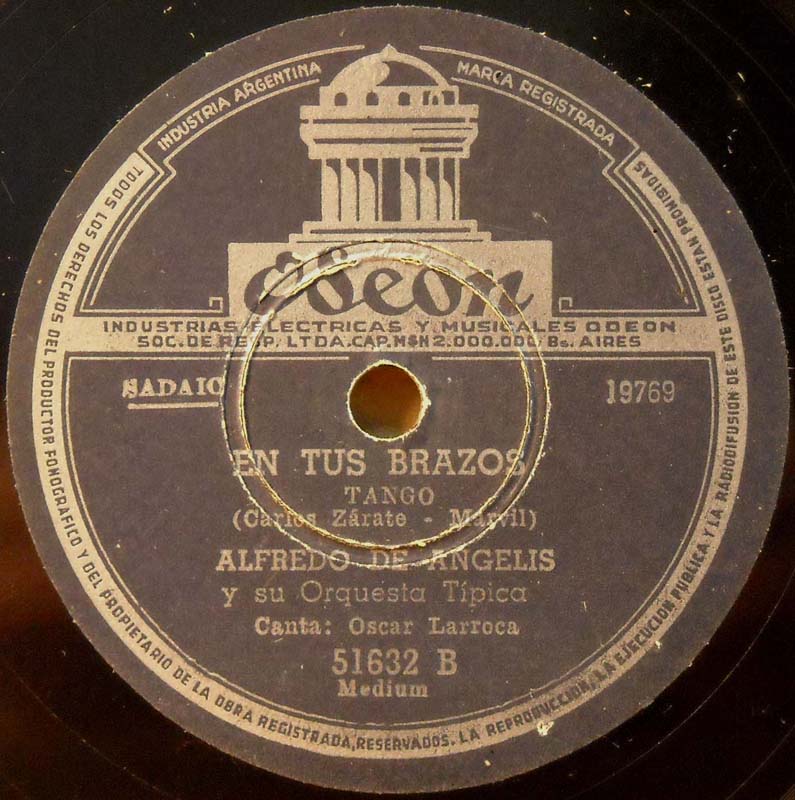 INDUSTRIA ARGENTINA
MARCA REGISTRADA
Odeon
INDUSTRIAS ELECTRICAS Y MUSICALES ODEON
SOC. DE RESP. LTDA. CAP. M$N 2.000.000 Bs. AIRES
SADAIC
19769
EN TUS BRAZOS
TANGO
(Carlos Zárate - Marvil)
ALFREDO DE ANGELIS
y su Orquesta Típica
Canta: Oscar Larroca
51632 B
Medium
TODOS LOS DERECHOS DEL PRODUCTOR FONOGRAFICO Y DEL PROPIETARIO DE LA OBRA REGISTRADA, RESERVADOS. LA REPRODUCCION, LA EJECUCION PUBLICA Y LA RADIODIFUSION DE ESTE DISCO ESTAN PROHIBIDAS